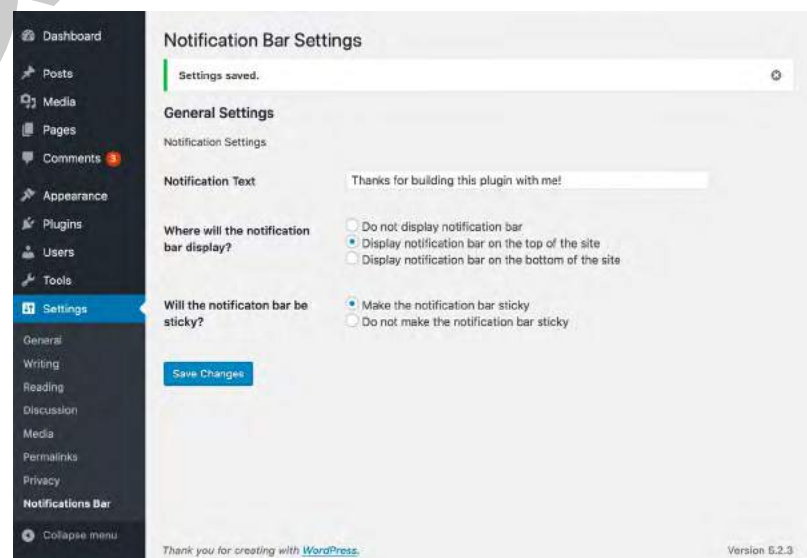 Dashboard
Posts
Media
Pages
Comments 3
Appearance
Plugins
Users
Tools
Settings
General
Writing
Reading
Discussion
Media
Permalinks
Privacy
Notifications Bar
Collapse menu
Notification Bar Settings
Settings saved.
General Settings
Notification Settings
Notification Text
Thanks for building this plugin with me!
Where will the notification
bar display?
Do not display notification bar
Display notification bar on the top of the site
Display notification bar on the bottom of the site
Will the notificaton bar be
sticky?
Make the notification bar sticky
Do not make the notification bar sticky
Save Changes
Thank you for creating with WordPress.
Version 5.2.3